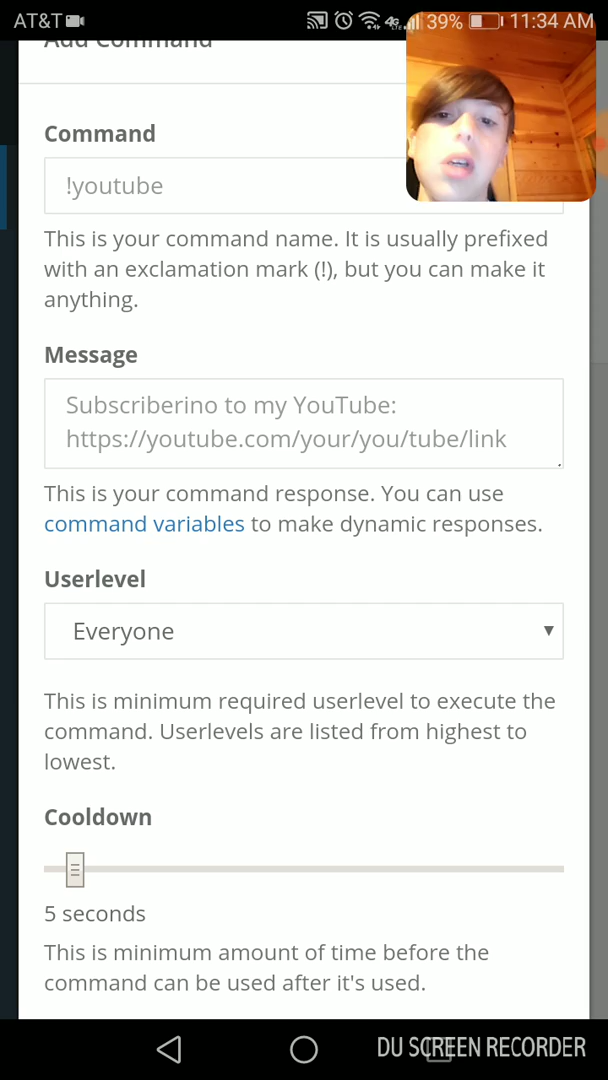 AT&T 4G 39% 11:34 AM
Add Command
Command
!youtube
This is your command name. It is usually prefixed
with an exclamation mark (!), but you can make it
anything.
Message
Subscriberino to my YouTube:
https://youtube.com/your/you/tube/link
This is your command response. You can use
command variables to make dynamic responses.
Userlevel
Everyone
This is minimum required userlevel to execute the
command. Userlevels are listed from highest to
lowest.
Cooldown
5 seconds
This is minimum amount of time before the
command can be used after it's used.
DU SCREEN RECORDER